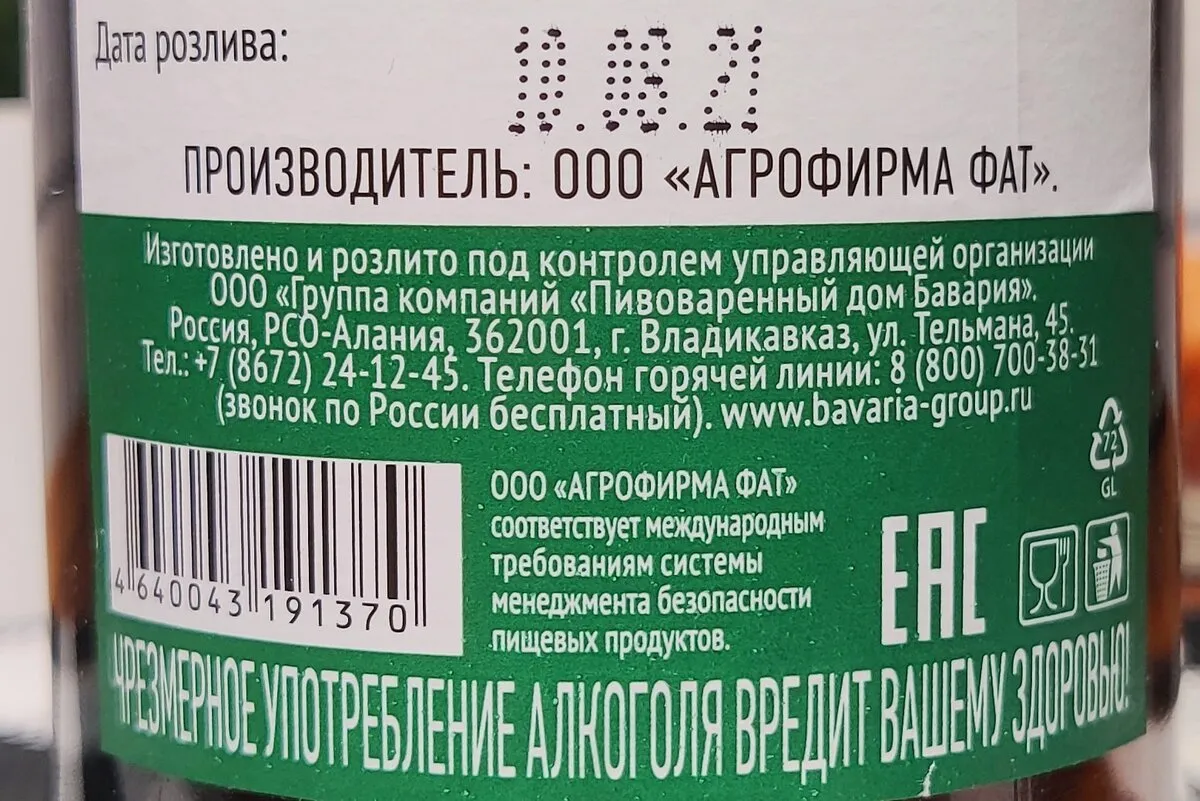 Дата розлива: 10.06.21
ПРОИЗВОДИТЕЛЬ: ООО «АГРОФИРМА ФАТ».
Изготовлено и розлито под контролем управляющей организации
ООО «Группа компаний «Пивоваренный дом Бавария».
Россия, РСО-Алания, 362001, г. Владикавказ, ул. Тельмана, 45.
Тел.: +7 (8672) 24-12-45. Телефон горячей линии: 8 (800) 700-38-31
(звонок по России бесплатный). www.bavaria-group.ru
72
GL
ООО «АГРОФИРМА ФАТ»
соответствует международным
требованиям системы
менеджмента безопасности
пищевых продуктов.
4 640043 191370
ЕАС
ЧРЕЗМЕРНОЕ УПОТРЕБЛЕНИЕ АЛКОГОЛЯ ВРЕДИТ ВАШЕМУ ЗДОРОВЬЮ!